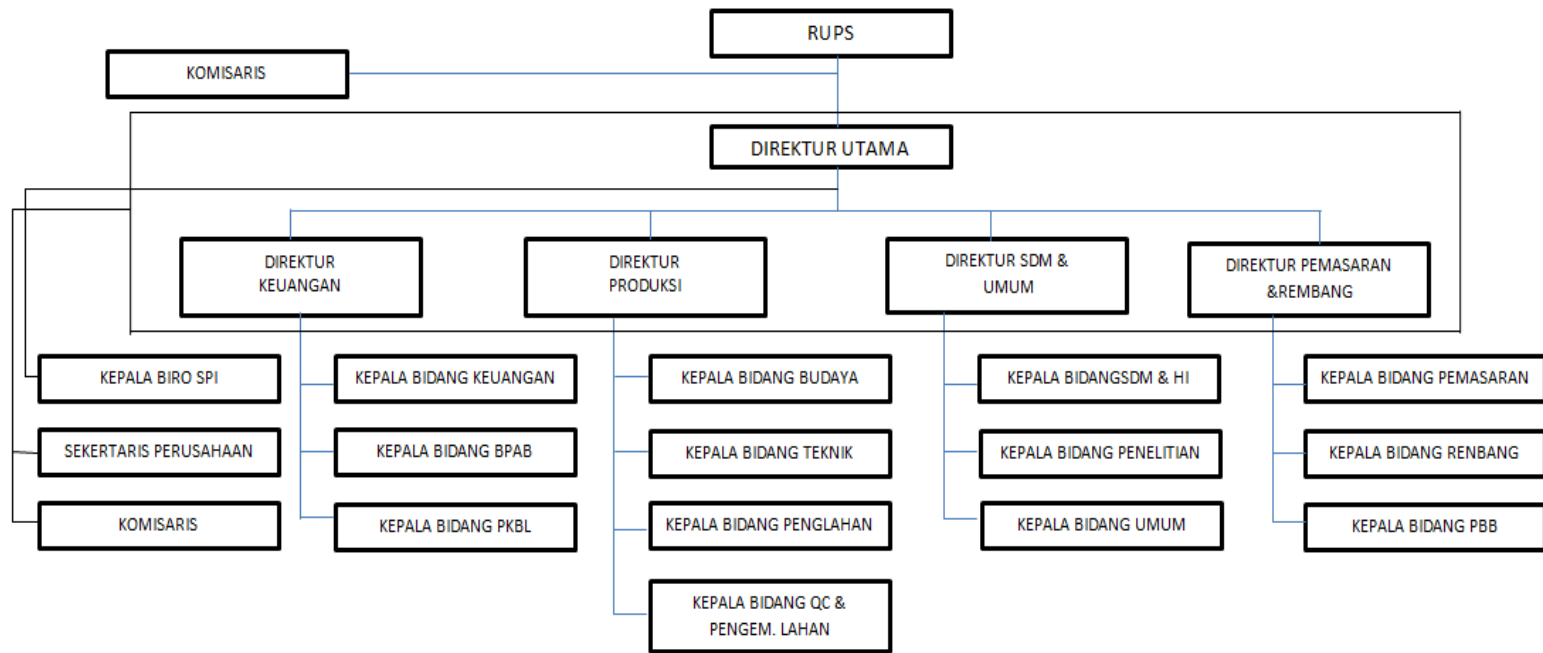 RUPS
KOMISARIS
DIREKTUR UTAMA
DIREKTUR
KEUANGAN
DIREKTUR
PRODUKSI
DIREKTUR SDM &
UMUM
DIREKTUR PEMASARAN
&REMBANG
KEPALA BIRO SPI
KEPALA BIDANG KEUANGAN
KEPALA BIDANG BUDAYA
KEPALA BIDANGSDM & HI
KEPALA BIDANG PEMASARAN
SEKERTARIS PERUSAHAAN
KEPALA BIDANG BPAB
KEPALA BIDANG TEKNIK
KEPALA BIDANG PENELITIAN
KEPALA BIDANG RENBANG
KOMISARIS
KEPALA BIDANG PKBL
KEPALA BIDANG PENGLAHAN
KEPALA BIDANG UMUM
KEPALA BIDANG PBB
KEPALA BIDANG QC &
PENGEM. LAHAN